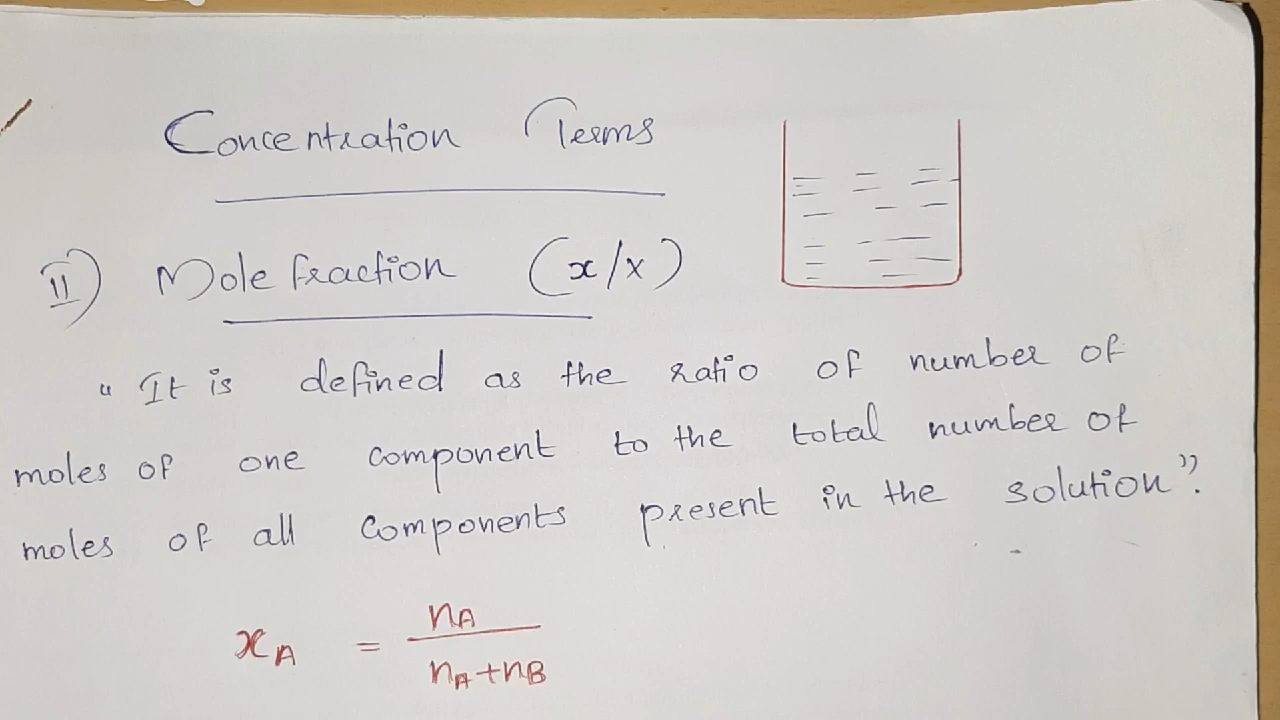 Concentration Terms
II) Mole fraction (x/x)
"It is defined as the ratio of number of
moles of one component to the total number of
moles of all components present in the solution".
xA = nA / nA+nB